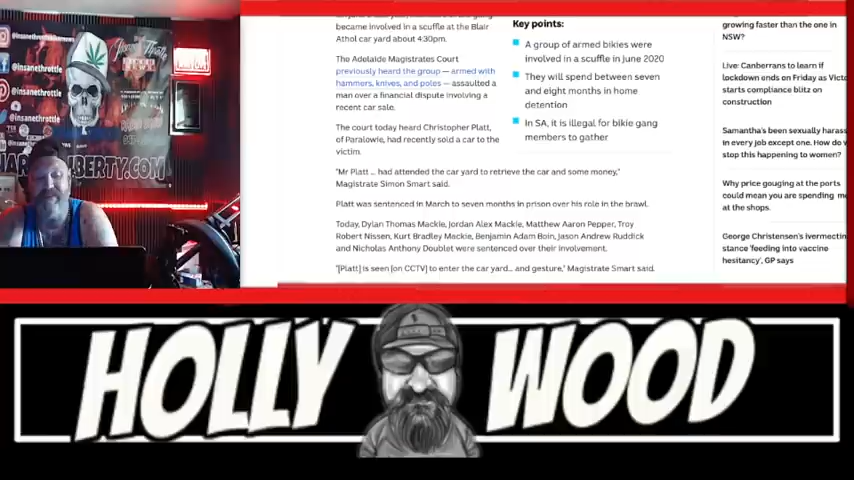 @insanethrottle
@insanethrottle
@insanethrottle
@insanethrottle
Insane Throttle
LIBERTY.COM
became involved in a scuffle at the Blair
Athol car yard about 4:30pm.
The Adelaide Magistrates Court
previously heard the group — armed with
hammers, knives, and poles — assaulted a
man over a financial dispute involving a
recent car sale.
The court today heard Christopher Platt,
of Paralowie, had recently sold a car to the
victim.
"Mr Platt ... had attended the car yard to retrieve the car and some money,"
Magistrate Simon Smart said.
Platt was sentenced in March to seven months in prison over his role in the brawl.
Today, Dylan Thomas Mackie, Jordan Alex Mackie, Matthew Aaron Pepper, Troy
Robert Nissen, Kurt Bradley Mackie, Benjamin Adam Boin, Jason Andrew Ruddick
and Nicholas Anthony Doublet were sentenced over their involvement.
"[Platt] is seen [on CCTV] to enter the car yard... and gesture," Magistrate Smart said.
Key points:
A group of armed bikies were
involved in a scuffle in June 2020
They will spend between seven
and eight months in home
detention
In SA, it is illegal for bikie gang
members to gather
growing faster than the one in
NSW?
Live: Canberrans to learn if
lockdown ends on Friday as
starts compliance blitz on
construction
Samantha's been sexually
in every job except one. How do
stop this happening to women?
Why price gouging at the ports
could mean you are spending
at the shops
George Christensen's
stance 'feeding into vaccine
hesitancy', GP says
HOLLY WOOD